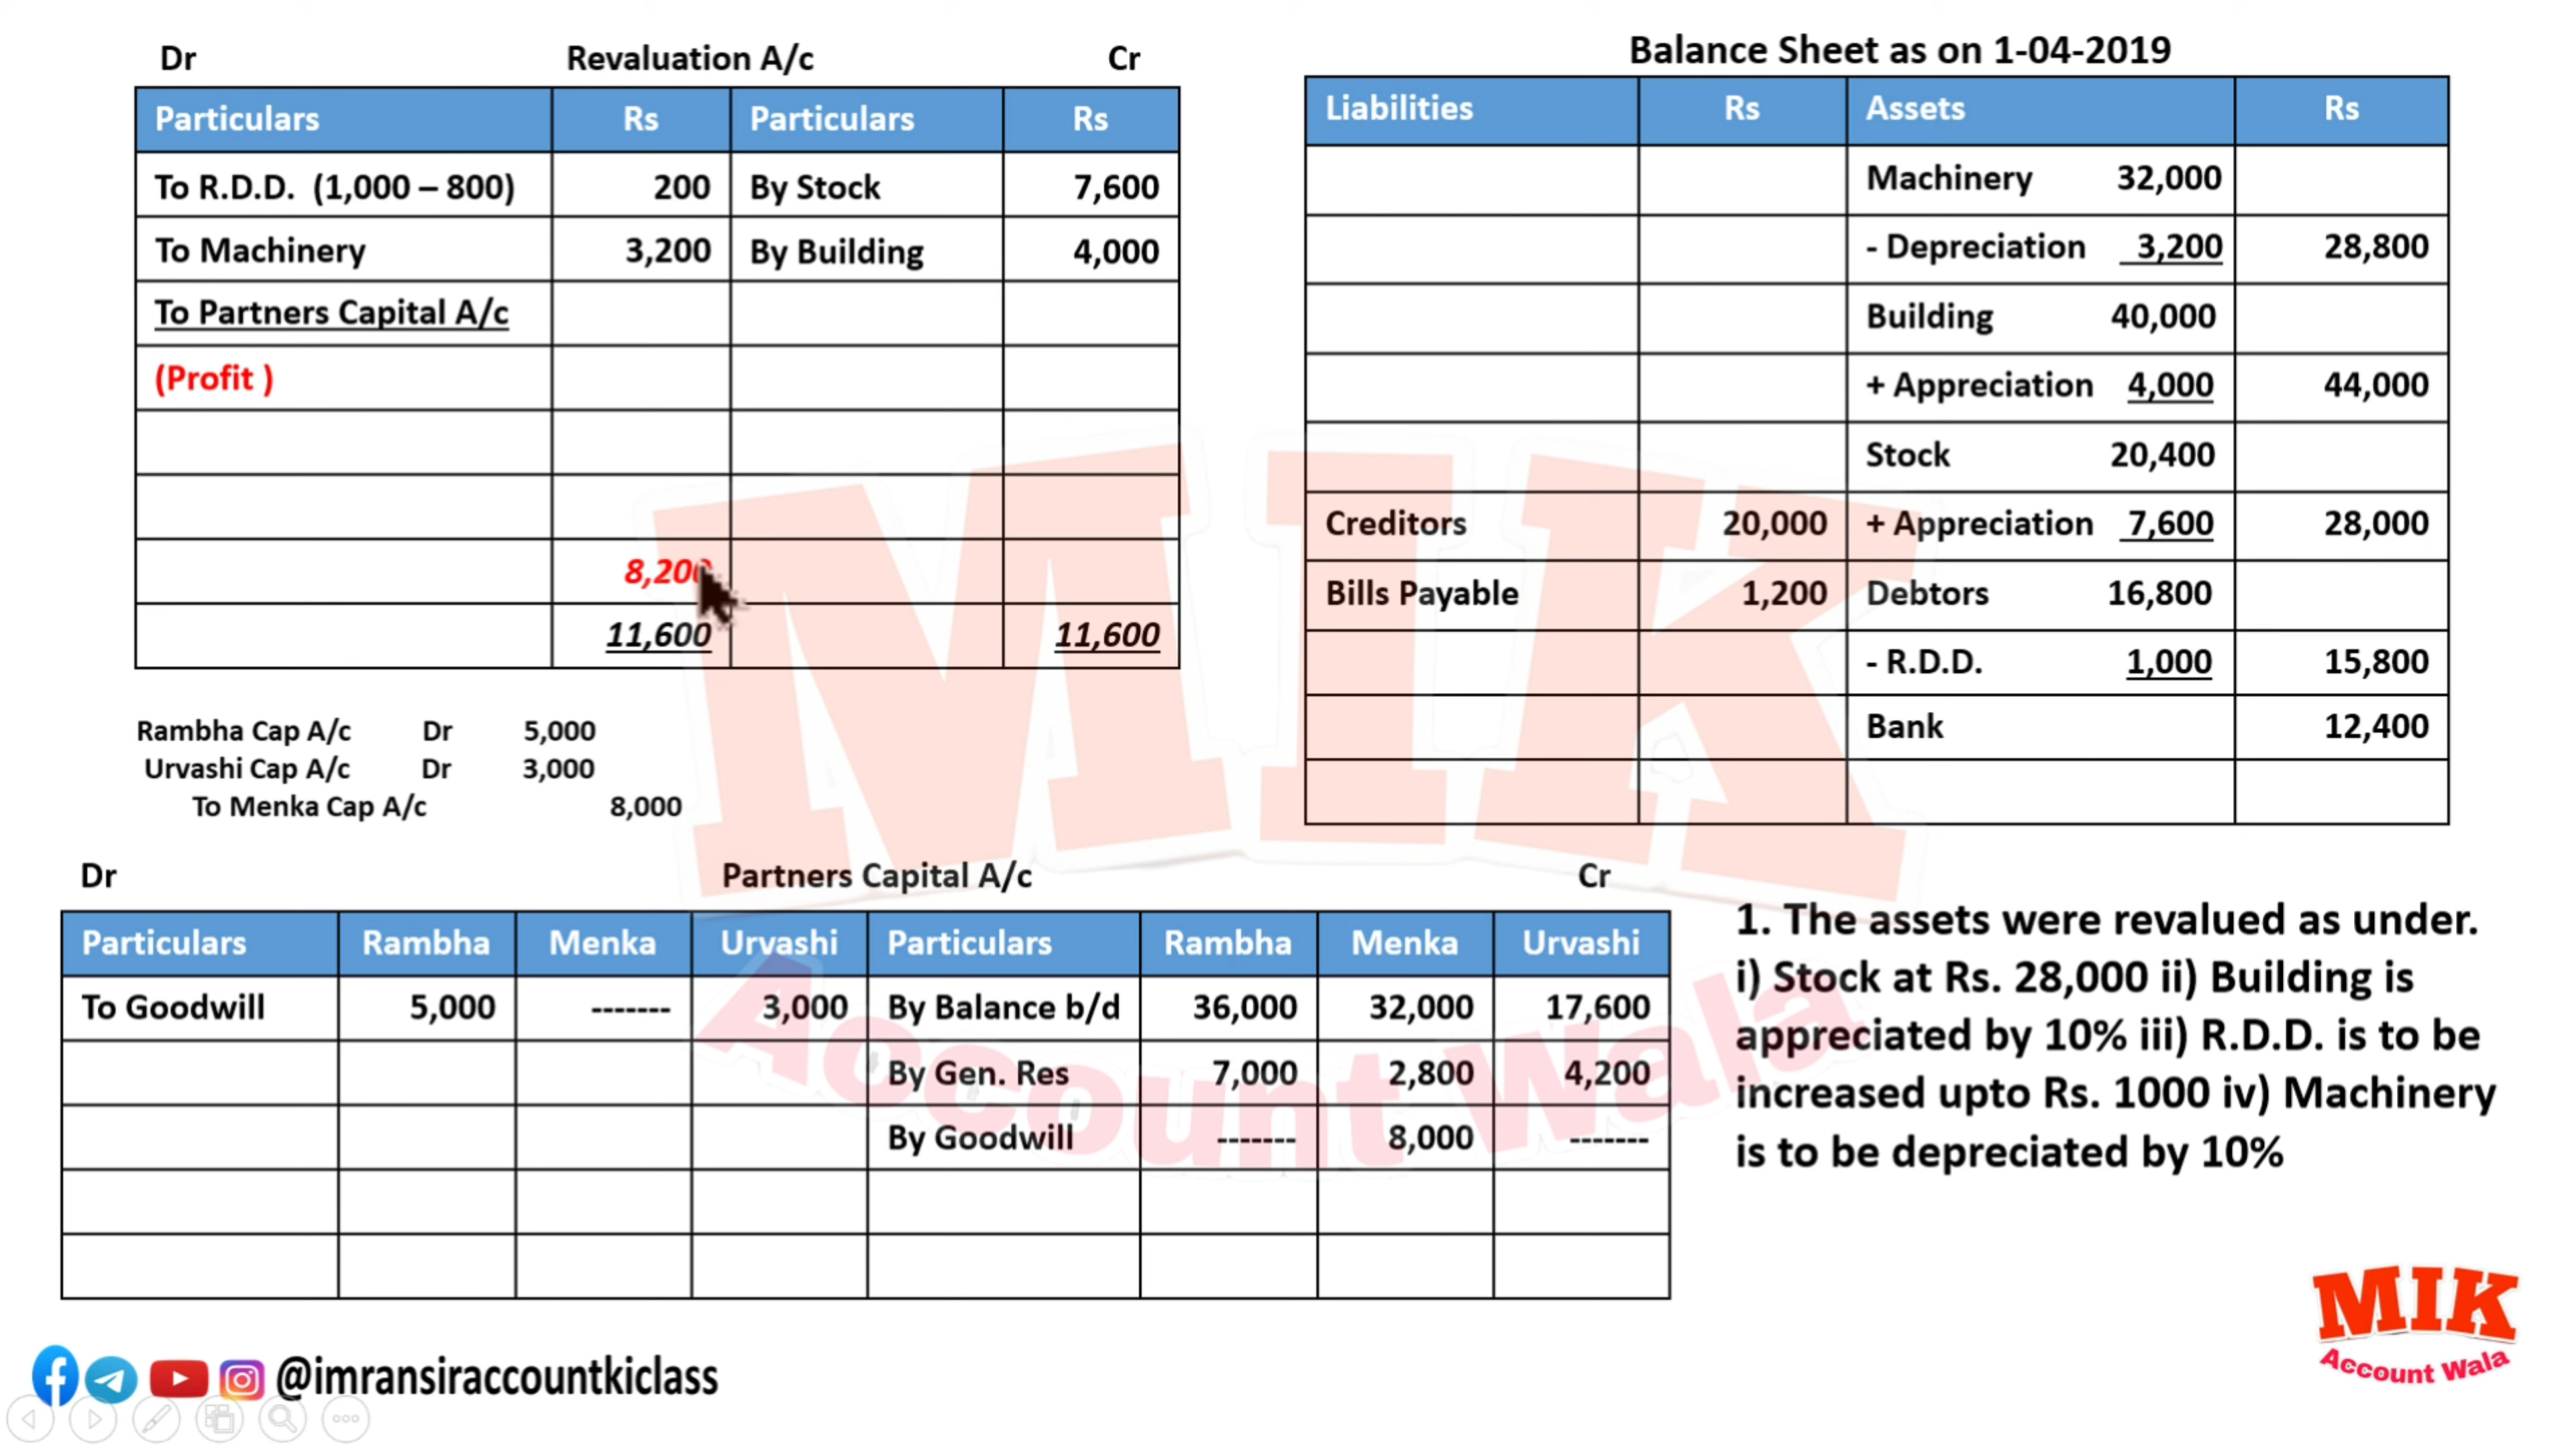 Dr Revaluation A/c Cr
Particulars Rs Particulars Rs
To R.D.D. (1,000 – 800) 200 By Stock 7,600
To Machinery 3,200 By Building 4,000
To Partners Capital A/c
(Profit )
8,200
11,600 11,600
Rambha Cap A/c Dr 5,000
Urvashi Cap A/c Dr 3,000
To Menka Cap A/c 8,000
Balance Sheet as on 1-04-2019
Liabilities Rs Assets Rs
Machinery 32,000
- Depreciation 3,200 28,800
Building 40,000
+ Appreciation 4,000 44,000
Stock 20,400
Creditors 20,000 + Appreciation 7,600 28,000
Bills Payable 1,200 Debtors 16,800
- R.D.D. 1,000 15,800
Bank 12,400
Dr Partners Capital A/c Cr
Particulars Rambha Menka Urvashi Particulars Rambha Menka Urvashi
To Goodwill 5,000 ------- 3,000 By Balance b/d 36,000 32,000 17,600
By Gen. Res 7,000 2,800 4,200
By Goodwill ------- 8,000 -------
1. The assets were revalued as under.
i) Stock at Rs. 28,000 ii) Building is
appreciated by 10% iii) R.D.D. is to be
increased upto Rs. 1000 iv) Machinery
is to be depreciated by 10%
MIK
Account Wala
@imransiraccountkiclass
MIK
Account Wala